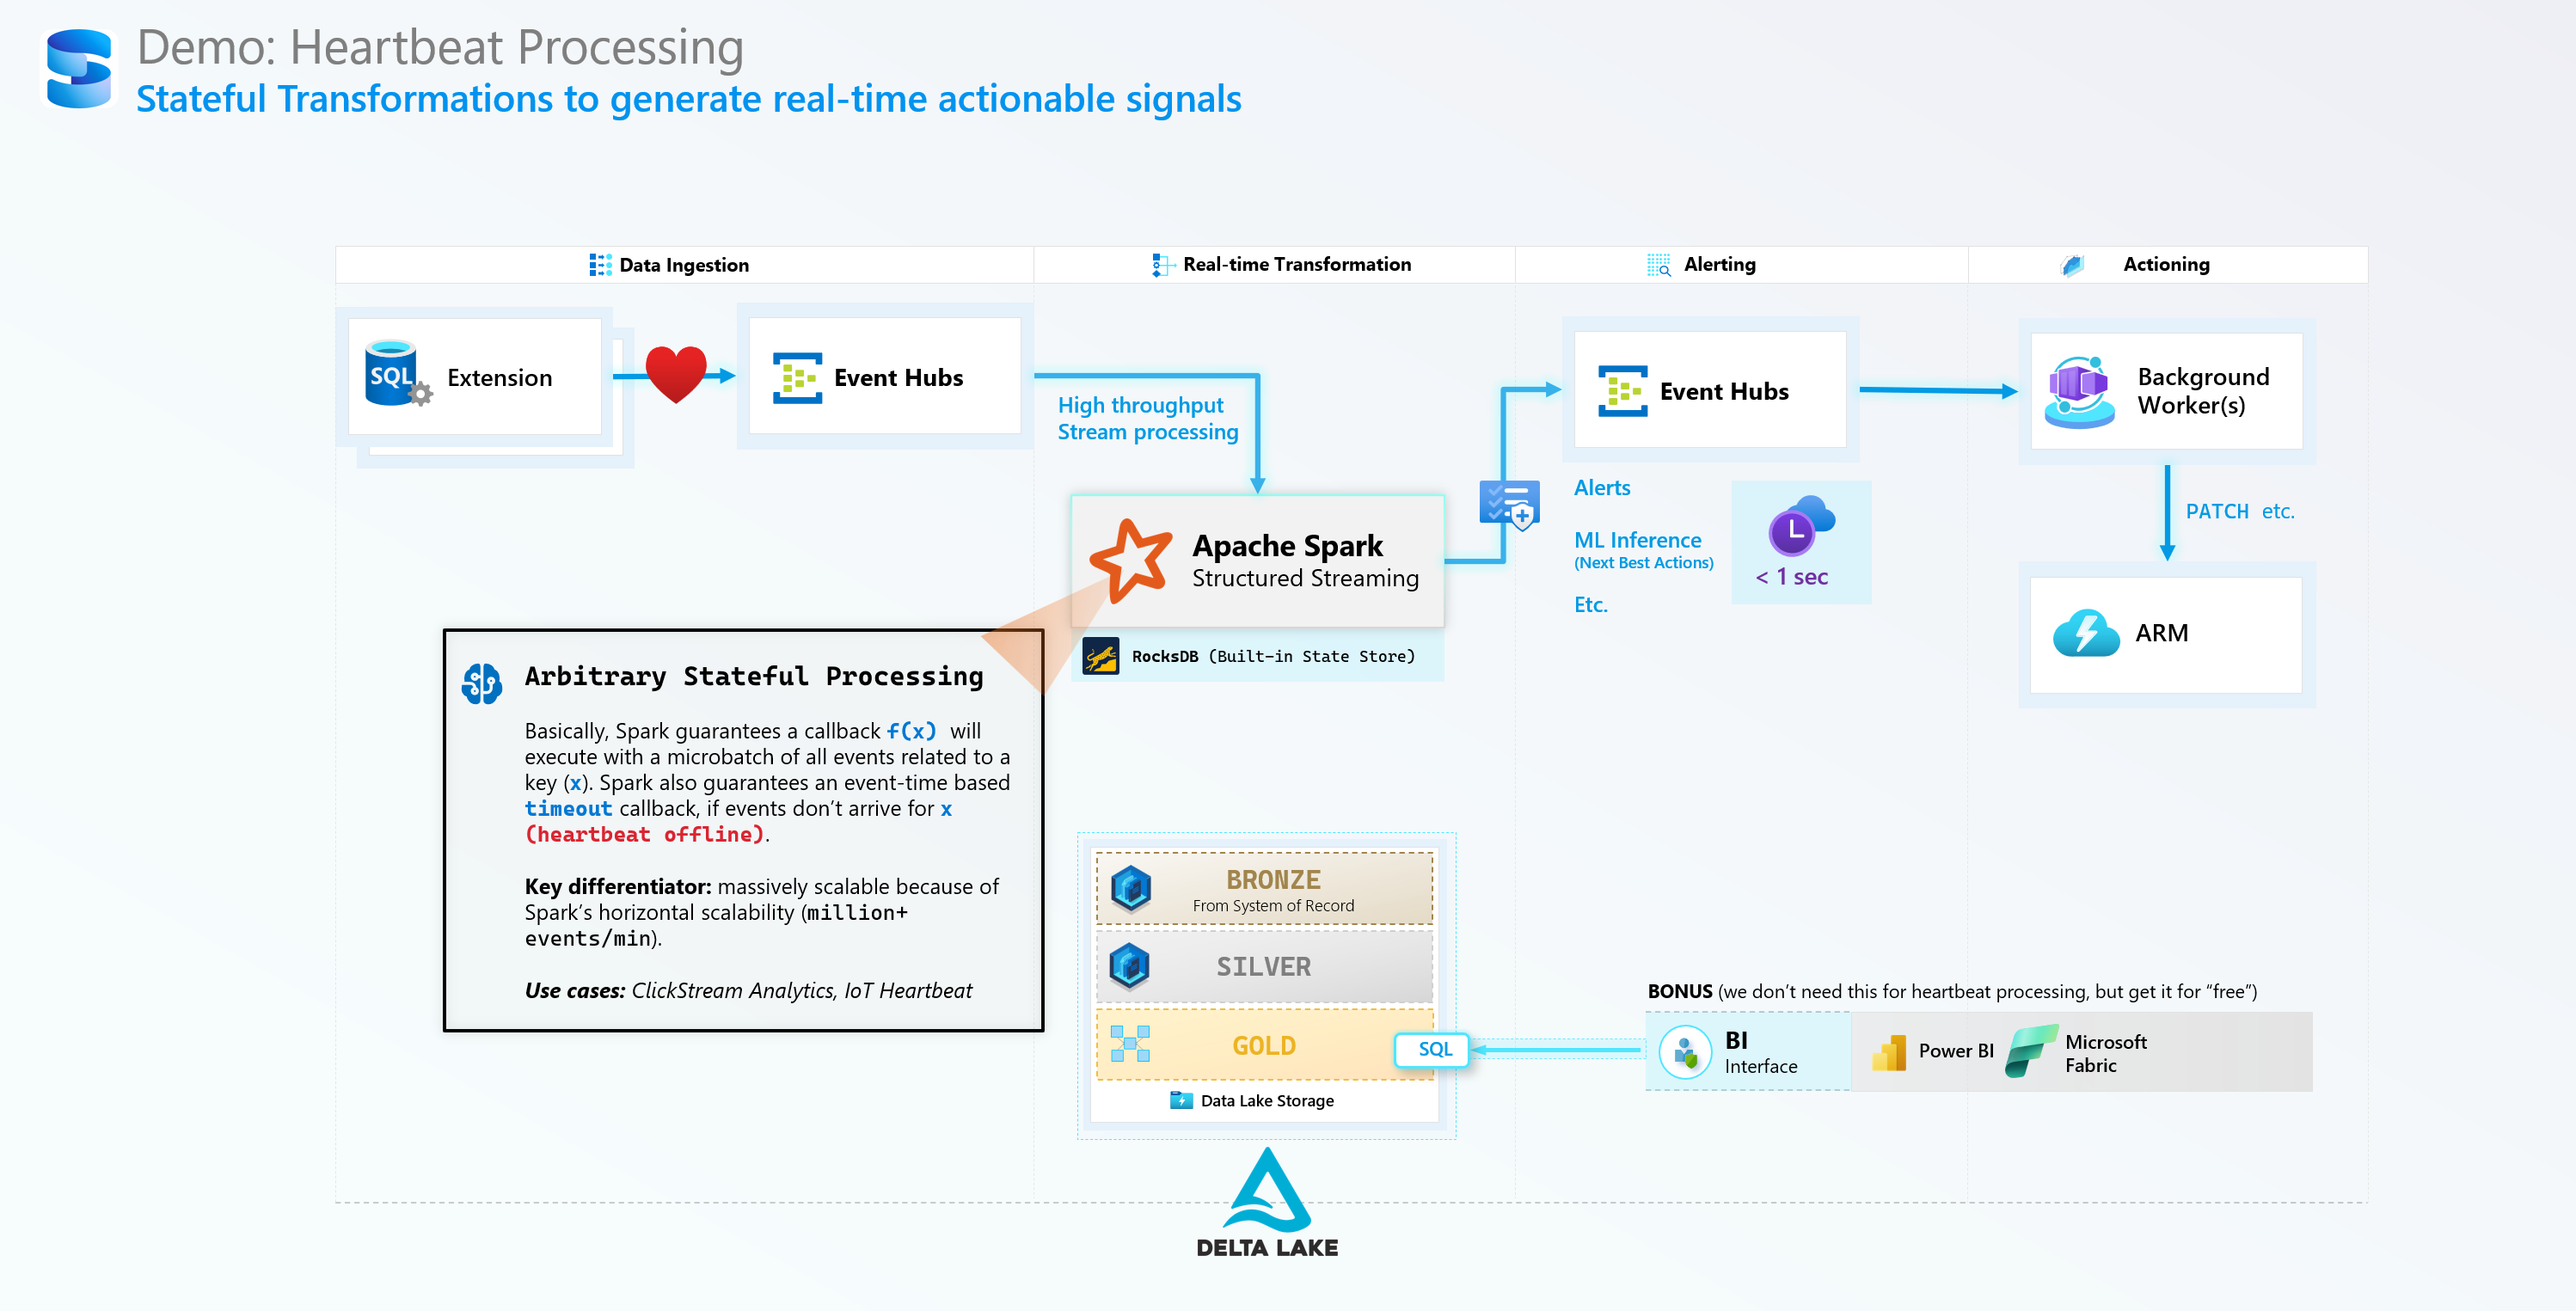 Demo: Heartbeat Processing
Stateful Transformations to generate real-time actionable signals
Data Ingestion
Real-time Transformation
Alerting
Actioning
SQL
Extension
Event Hubs
High throughput
Stream processing
Apache Spark
Structured Streaming
RocksDB (Built-in State Store)
Event Hubs
Alerts
ML Inference
(Next Best Actions)
Etc.
< 1 sec
Background
Worker(s)
PATCH etc.
ARM
Arbitrary Stateful Processing
Basically, Spark guarantees a callback f(x) will
execute with a microbatch of all events related to a
key (x). Spark also guarantees an event-time based
timeout callback, if events don’t arrive for x
(heartbeat offline).
Key differentiator: massively scalable because of
Spark’s horizontal scalability (million+
events/min).
Use cases: ClickStream Analytics, IoT Heartbeat
BRONZE
From System of Record
SILVER
GOLD
SQL
Data Lake Storage
DELTA LAKE
BONUS (we don’t need this for heartbeat processing, but get it for “free”)
BI
Interface
Power BI
Microsoft
Fabric